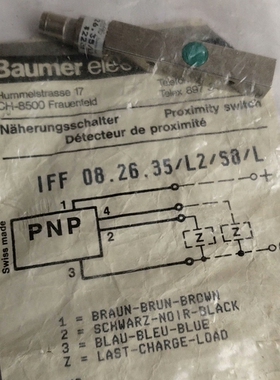 Baumer elec
Hummelstrasse 17
CH-8500 Frauenfeld
Näherungsschalter
Proximity switch
Détecteur de proximité
IFF 08.26.35/L2/S8/L
1
4
2
3
PNP
Z
Z
+
Swiss made
1 = BRAUN-BRUN-BROWN
2 = SCHWARZ-NOIR-BLACK
3 = BLAU-BLEU-BLUE
Z = LAST-CHARGE-LOAD